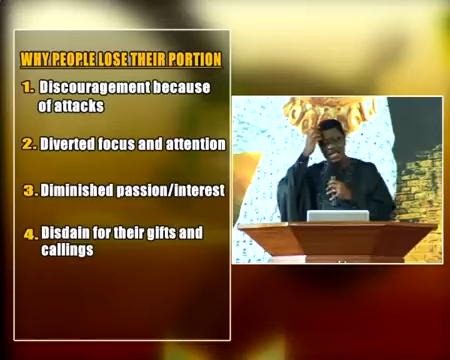 WHY PEOPLE LOSE THEIR PORTION
1. Discouragement because
of attacks
2. Diverted focus and attention
3. Diminished passion/interest
4. Disdain for their gifts and
callings